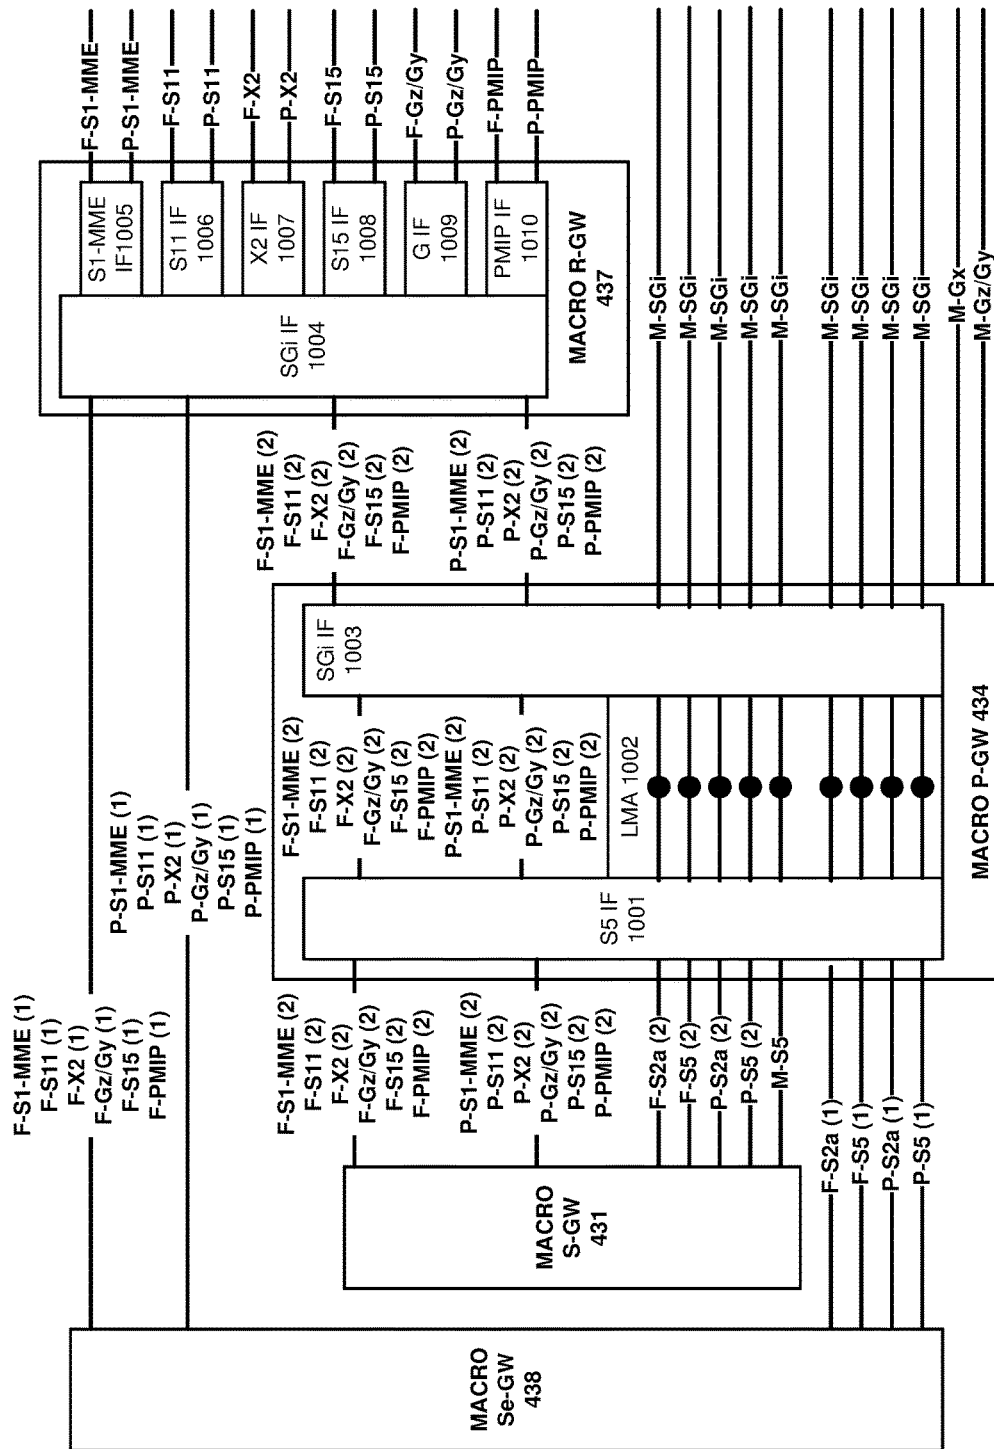 F-S1-MME
P-S1-MME
F-S11
P-S11
F-X2
P-X2
F-S15
P-S15
F-Gz/Gy
P-Gz/Gy
F-PMIP
P-PMIP
S1-MME
IF1005
S11 IF
1006
X2 IF
1007
S15 IF
1008
G IF
1009
PMIP IF
1010
SGi IF
1004
MACRO R-GW
437
M-SGi
M-SGi
M-SGi
M-SGi
M-SGi
M-SGi
M-SGi
M-SGi
M-SGi
M-Gx
M-Gz/Gy
F-S1-MME (2)
F-S11 (2)
F-X2 (2)
F-Gz/Gy (2)
F-S15 (2)
F-PMIP (2)
P-S1-MME (2)
P-S11 (2)
P-X2 (2)
P-Gz/Gy (2)
P-S15 (2)
P-PMIP (2)
SGi IF
1003
F-S1-MME (2)
F-S11 (2)
F-X2 (2)
F-Gz/Gy (2)
F-S15 (2)
F-PMIP (2)
P-S1-MME (2)
P-S11 (2)
P-X2 (2)
P-Gz/Gy (2)
P-S15 (2)
P-PMIP (2)
LMA 1002
S5 IF
1001
MACRO P-GW 434
P-S1-MME (1)
P-S11 (1)
P-X2 (1)
P-Gz/Gy (1)
P-S15 (1)
P-PMIP (1)
F-S1-MME (1)
F-S11 (1)
F-X2 (1)
F-Gz/Gy (1)
F-S15 (1)
F-PMIP (1)
F-S1-MME (2)
F-S11 (2)
F-X2 (2)
F-Gz/Gy (2)
F-S15 (2)
F-PMIP (2)
P-S1-MME (2)
P-S11 (2)
P-X2 (2)
P-Gz/Gy (2)
P-S15 (2)
P-PMIP (2)
F-S2a (2)
F-S5 (2)
P-S2a (2)
P-S5 (2)
M-S5
F-S2a (1)
F-S5 (1)
P-S2a (1)
P-S5 (1)
MACRO
S-GW
431
MACRO
Se-GW
438